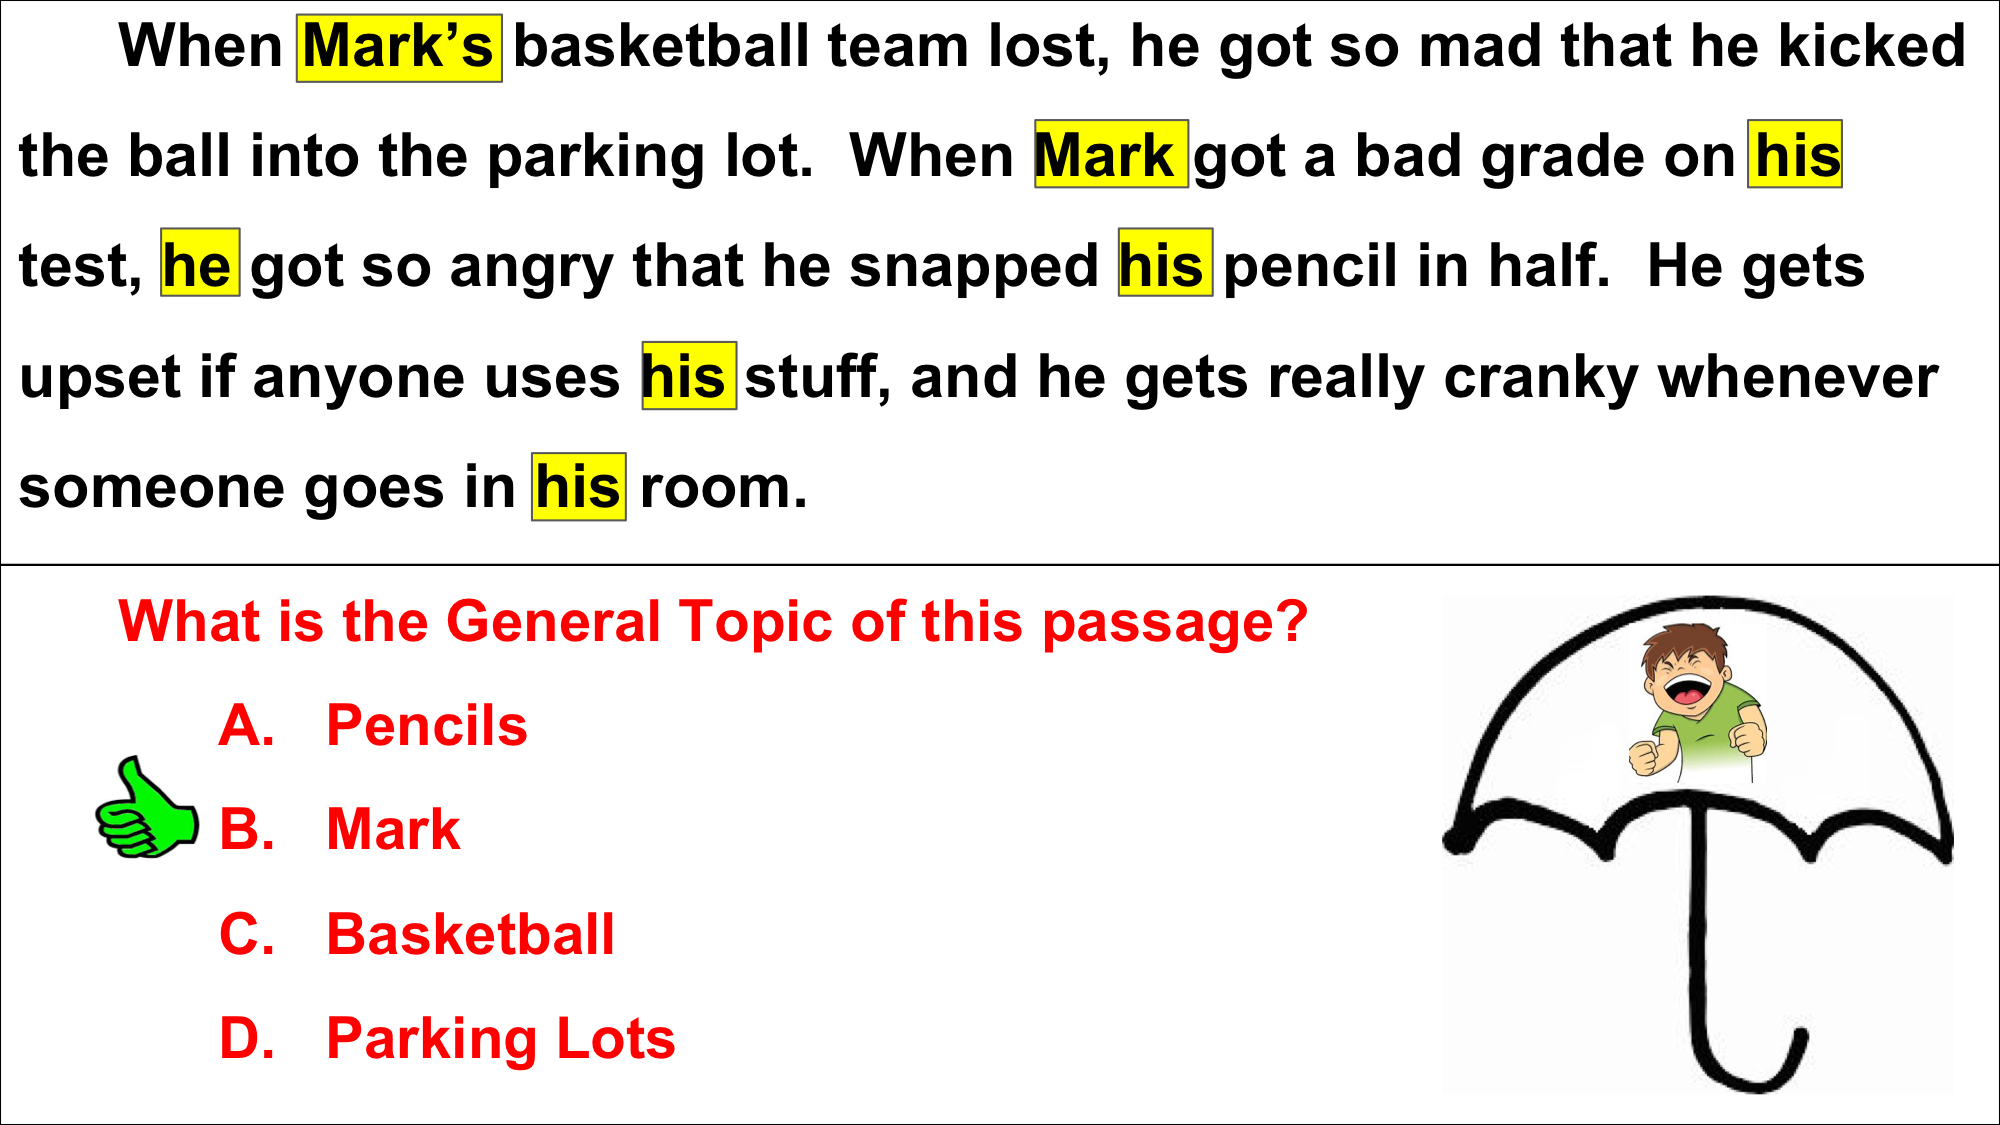 When Mark’s basketball team lost, he got so mad that he kicked
the ball into the parking lot.  When Mark got a bad grade on his
test, he got so angry that he snapped his pencil in half.  He gets
upset if anyone uses his stuff, and he gets really cranky whenever
someone goes in his room.
What is the General Topic of this passage?
A. Pencils
B. Mark
C. Basketball
D. Parking Lots